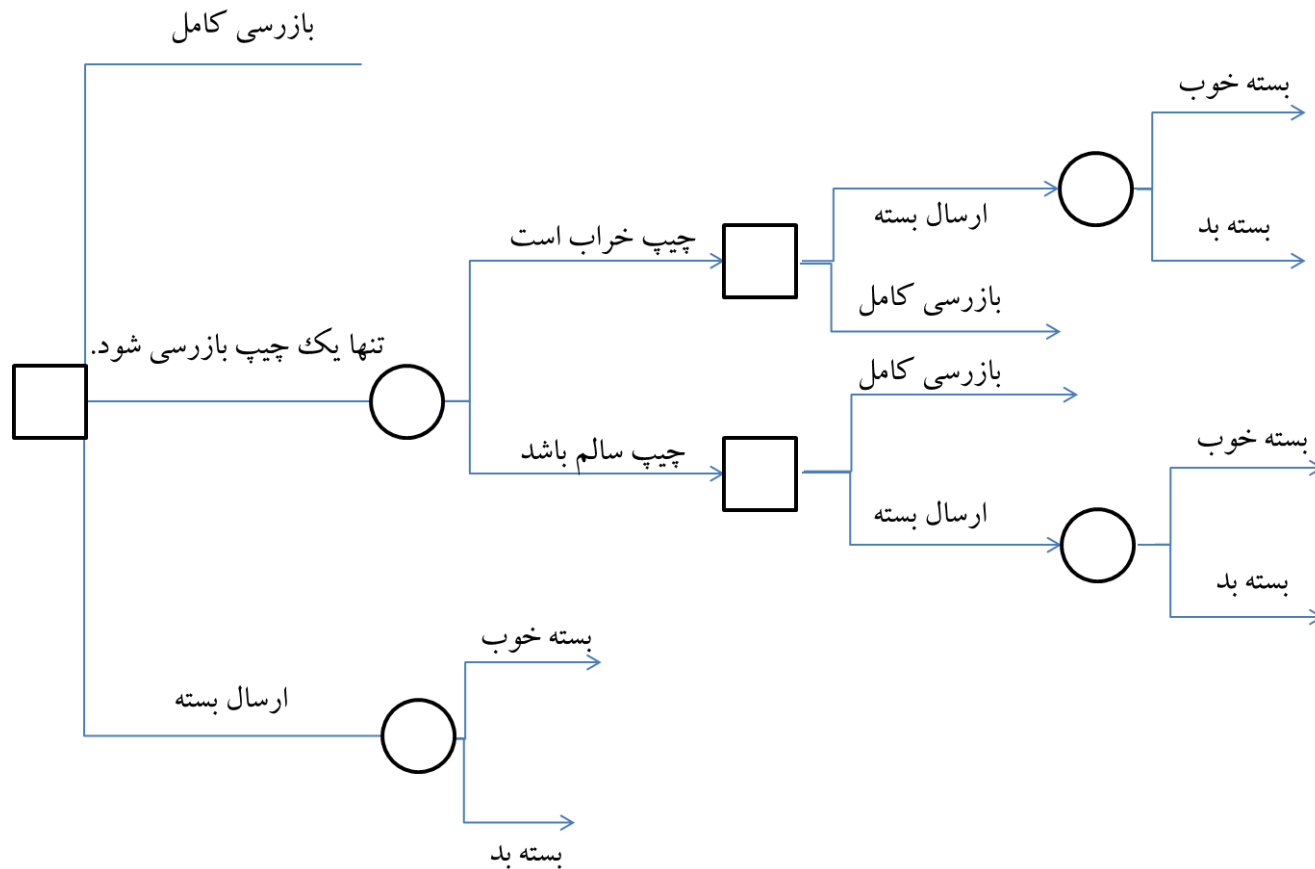 بازرسی کامل
بسته خوب
ارسال بسته
بسته بد
چیپ خراب است
بازرسی کامل
تنها یك چیپ بازرسی شود.
بازرسی کامل
چیپ سالم باشد
بسته خوب
ارسال بسته
بسته بد
بسته خوب
ارسال بسته
بسته بد